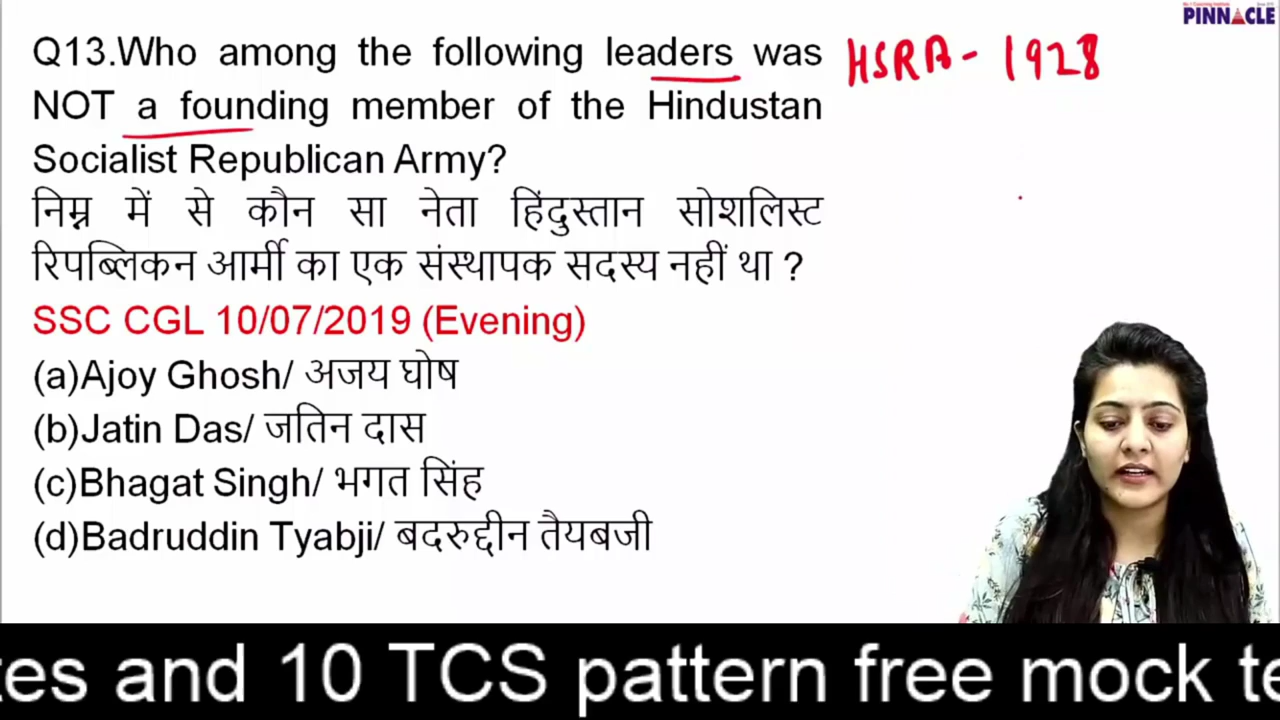 PINNACLE
Q13.Who among the following leaders was
HSRA - 1928
NOT a founding member of the Hindustan
Socialist Republican Army?
निम्न में से कौन सा नेता हिंदुस्तान सोशलिस्ट
रिपब्लिकन आर्मी का एक संस्थापक सदस्य नहीं था ?
SSC CGL 10/07/2019 (Evening)
(a)Ajoy Ghosh/ अजय घोष
(b)Jatin Das/ जतिन दास
(c)Bhagat Singh/ भगत सिंह
(d)Badruddin Tyabji/ बदरुद्दीन तैयबजी
tes and 10 TCS pattern free mock te